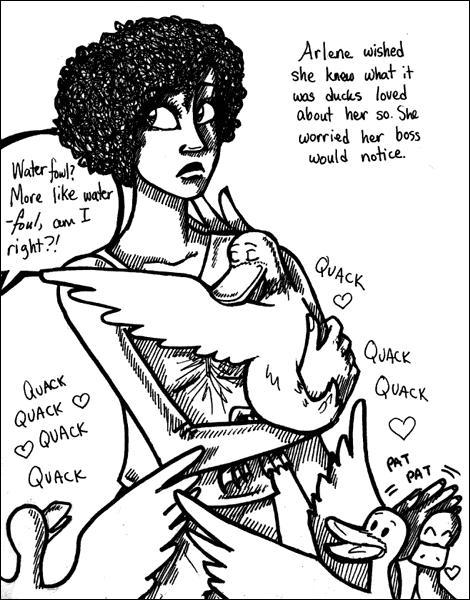 Arlene wished
she knew what it
was ducks loved
about her so. She
worried her boss
would notice.
Waterfowl?
More like water
-foul, am I
right?!
QUACK
QUACK
QUACK
QUACK
QUACK
QUACK
QUACK
PAT
PAT